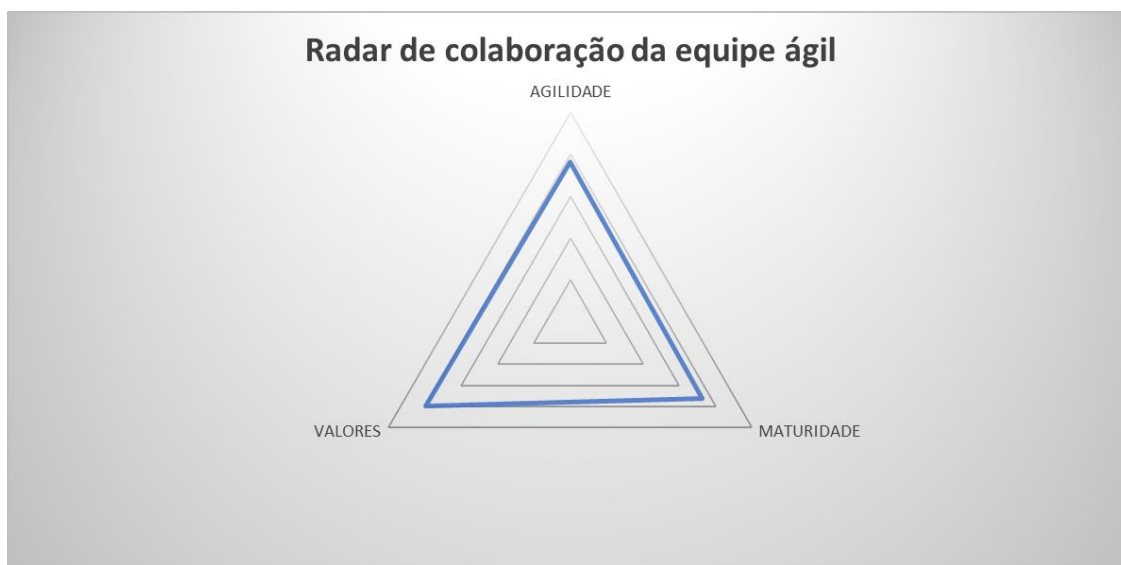 Radar de colaboração da equipe ágil
AGILIDADE
VALORES
MATURIDADE